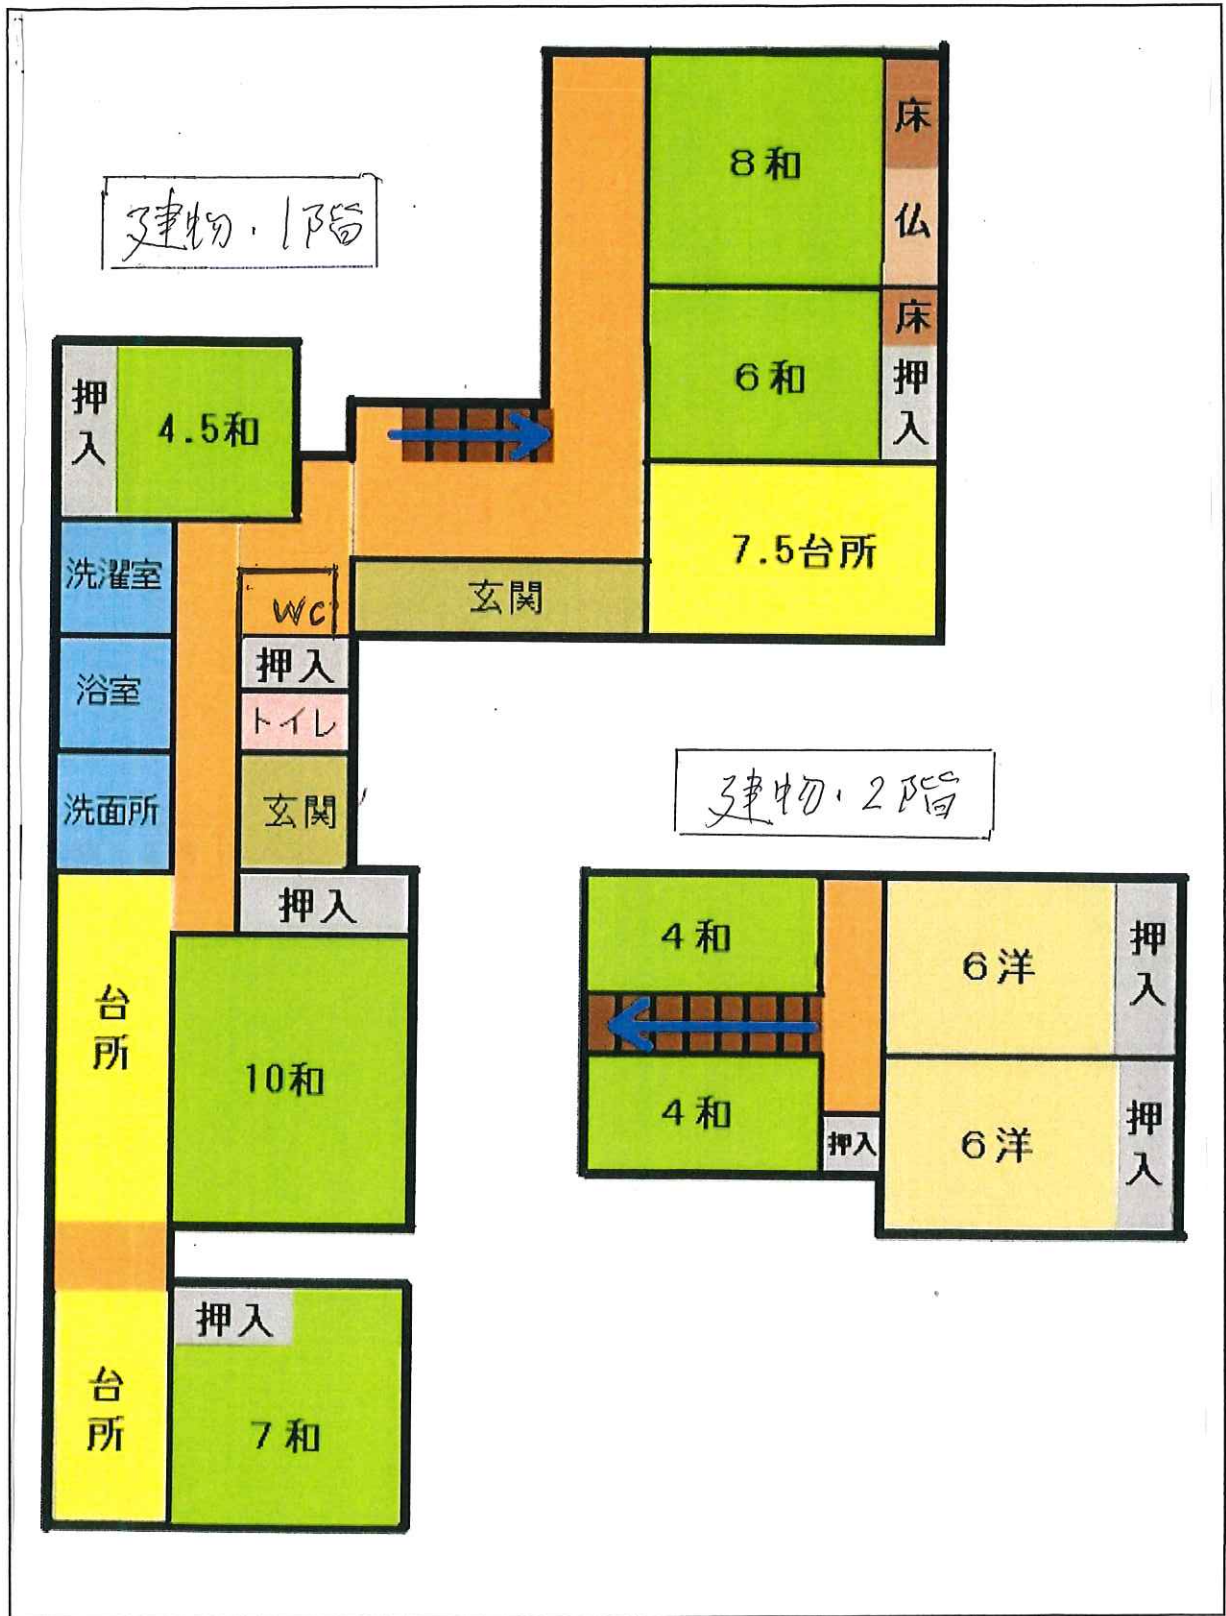 建物・1階
8和
床
仏
6和
床
押入
7.5台所
玄関
押入
4.5和
洗濯室
浴室
洗面所
WC
押入
トイレ
玄関
押入
台所
10和
台所
押入
7和
建物・2階
4和
4和
押入
6洋
押入
6洋
押入